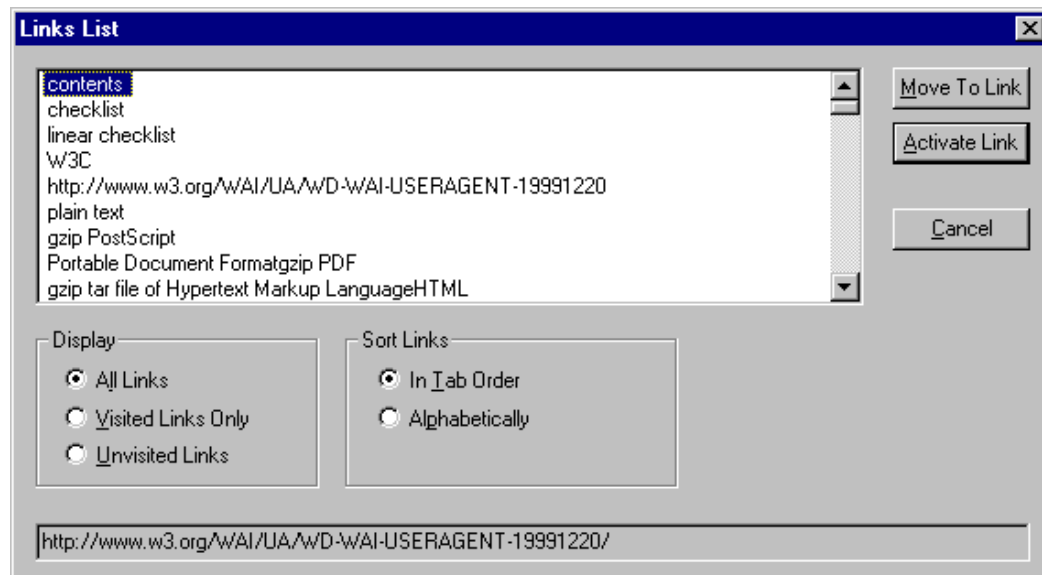 Links List
contents
checklist
linear checklist
W3C
http://www.w3.org/WAI/UA/WD-WAI-USERAGENT-19991220
plain text
gzip PostScript
Portable Document Formatgzip PDF
gzip tar file of Hypertext Markup LanguageHTML
Move To Link
Activate Link
Cancel
Display
All Links
Visited Links Only
Unvisited Links
Sort Links
In Tab Order
Alphabetically
http://www.w3.org/WAI/UA/WD-WAI-USERAGENT-19991220/